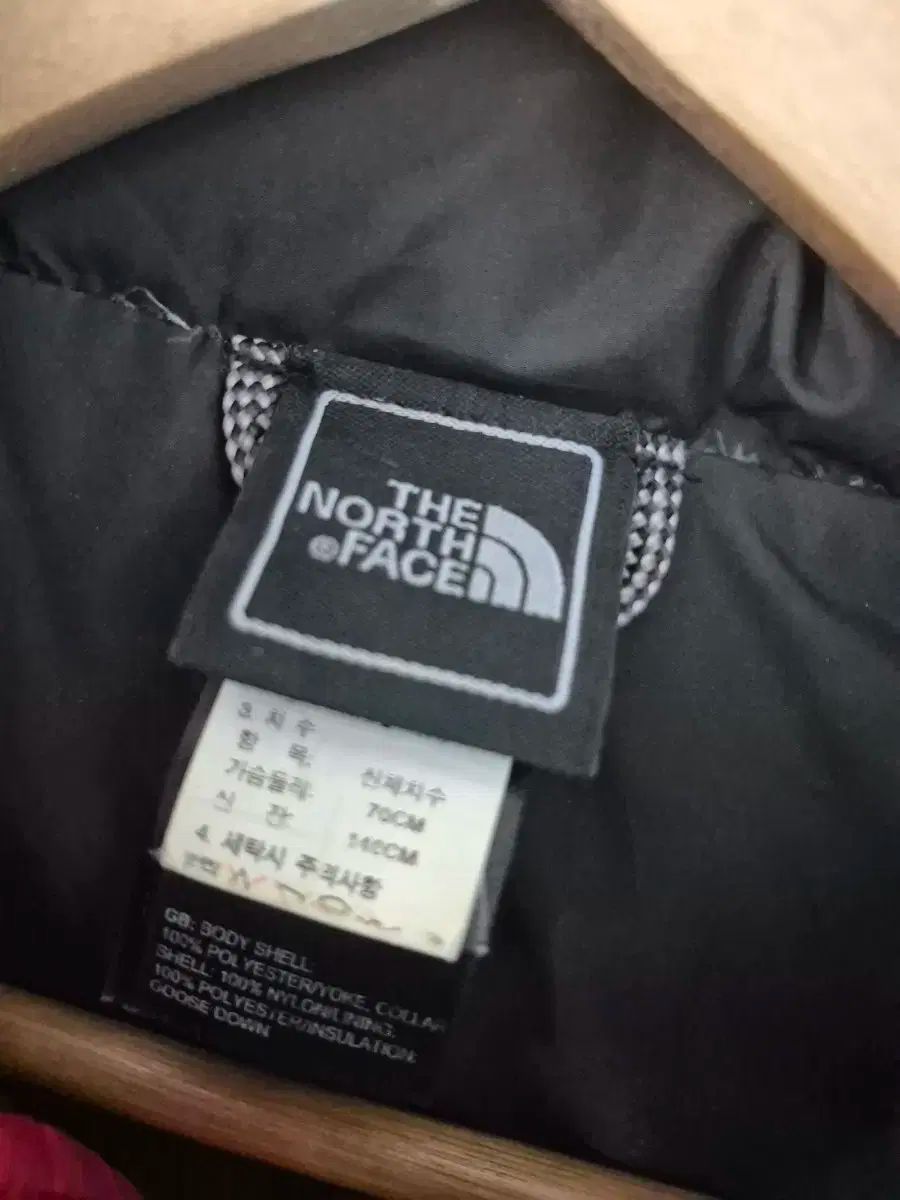 THE
NORTH
FACE
®
3. 치수
항 목: 신체치수
가슴둘레: 70CM
신 장: 140CM
4. 세탁시 주의사항
GB: BODY SHELL:
100% POLYESTER/YOKE, COLLAR
SHELL: 100% NYLON/LINING:
100% POLYESTER/INSULATION:
GOOSE DOWN